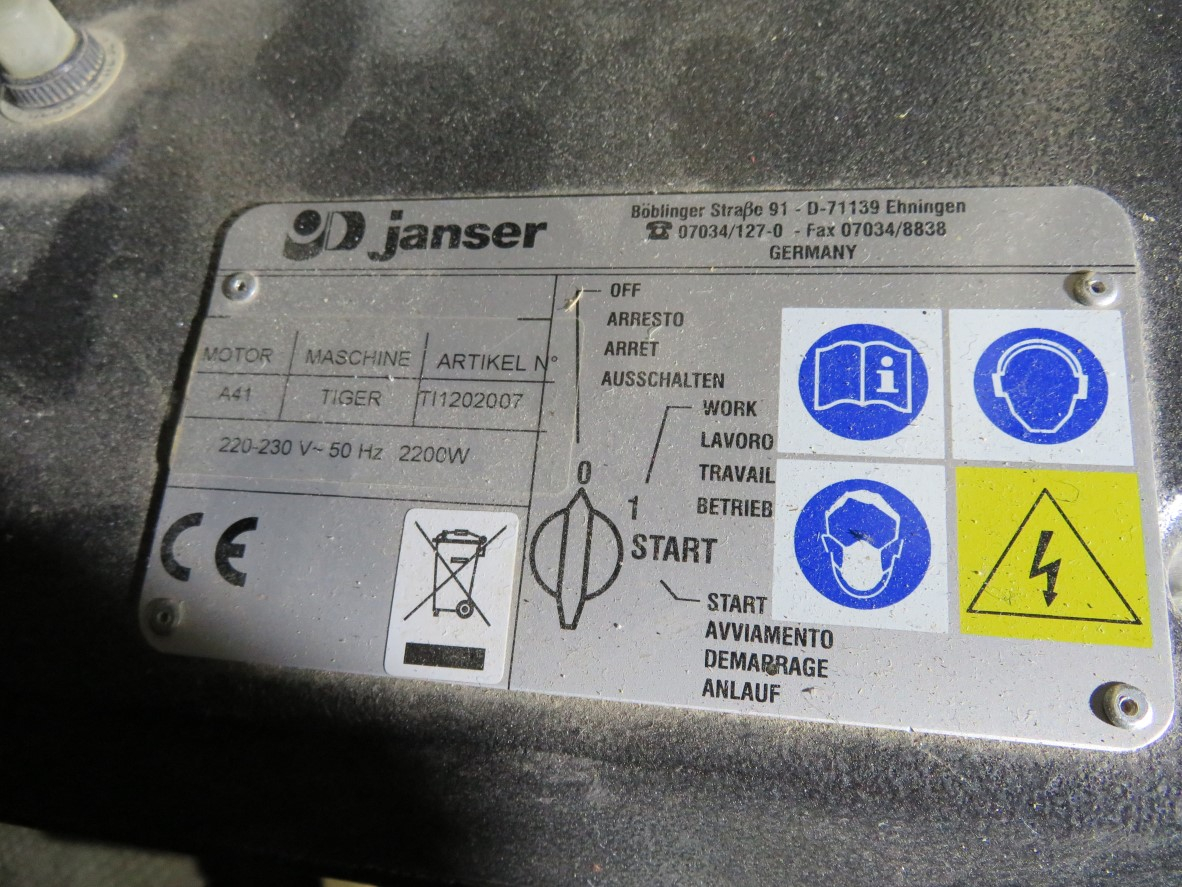 janser
Böblinger Straße 91 - D-71139 Ehningen
☎ 07034/127-0 - Fax 07034/8838
GERMANY
MOTOR MASCHINE ARTIKEL N°
A41 TIGER TI1202007
220-230 V~ 50 Hz 2200W
CE
OFF
ARRESTO
ARRET
AUSSCHALTEN
WORK
LAVORO
TRAVAIL
BETRIEB
0
1
START
START
AVVIAMENTO
DEMARRAGE
ANLAUF
i